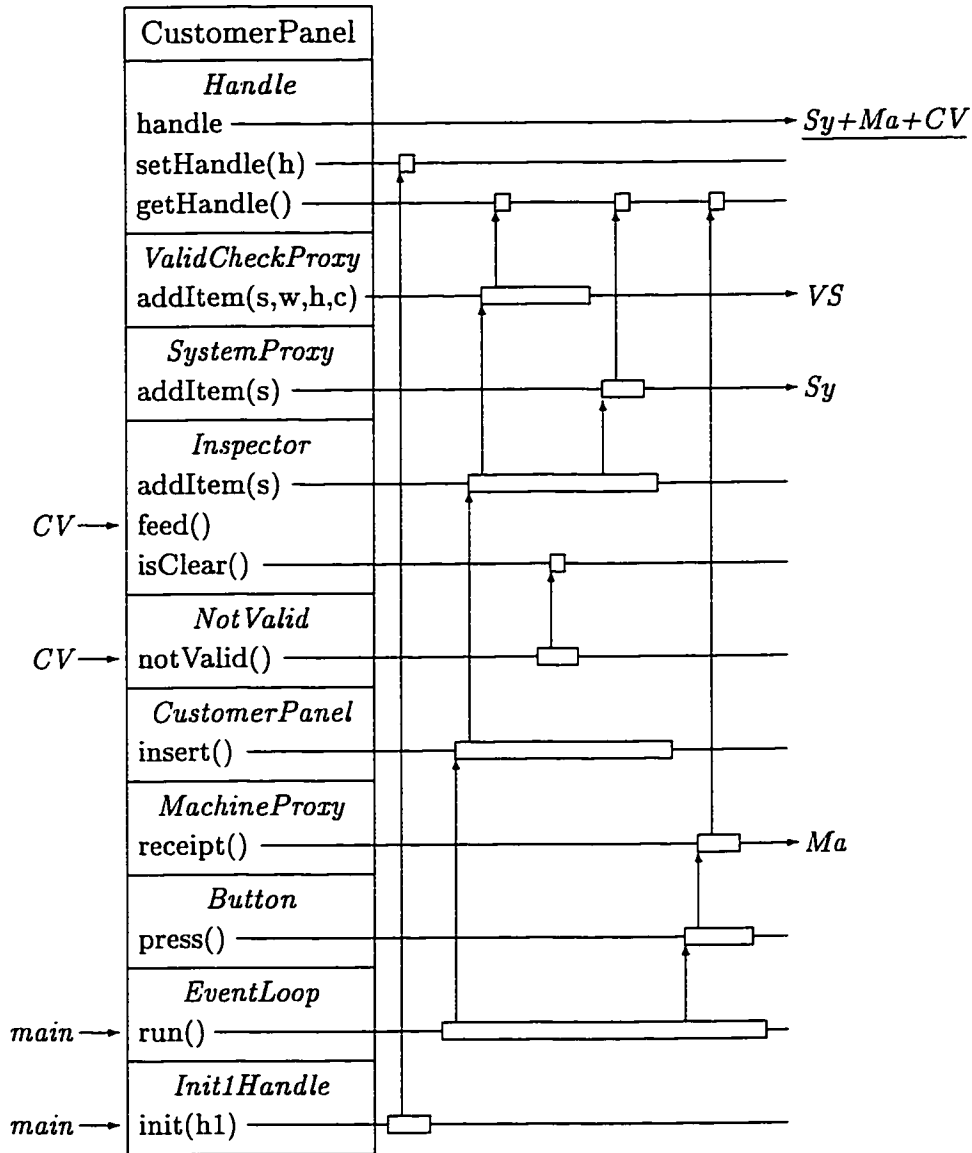 CustomerPanel
Handle
handle Sy+Ma+CV
setHandle(h)
getHandle()
ValidCheckProxy
addItem(s,w,h,c) VS
SystemProxy
addItem(s) Sy
Inspector
addItem(s)
CV feed()
isClear()
NotValid
CV notValid()
CustomerPanel
insert()
MachineProxy
receipt() Ma
Button
press()
EventLoop
main run()
Init1Handle
main init(h1)